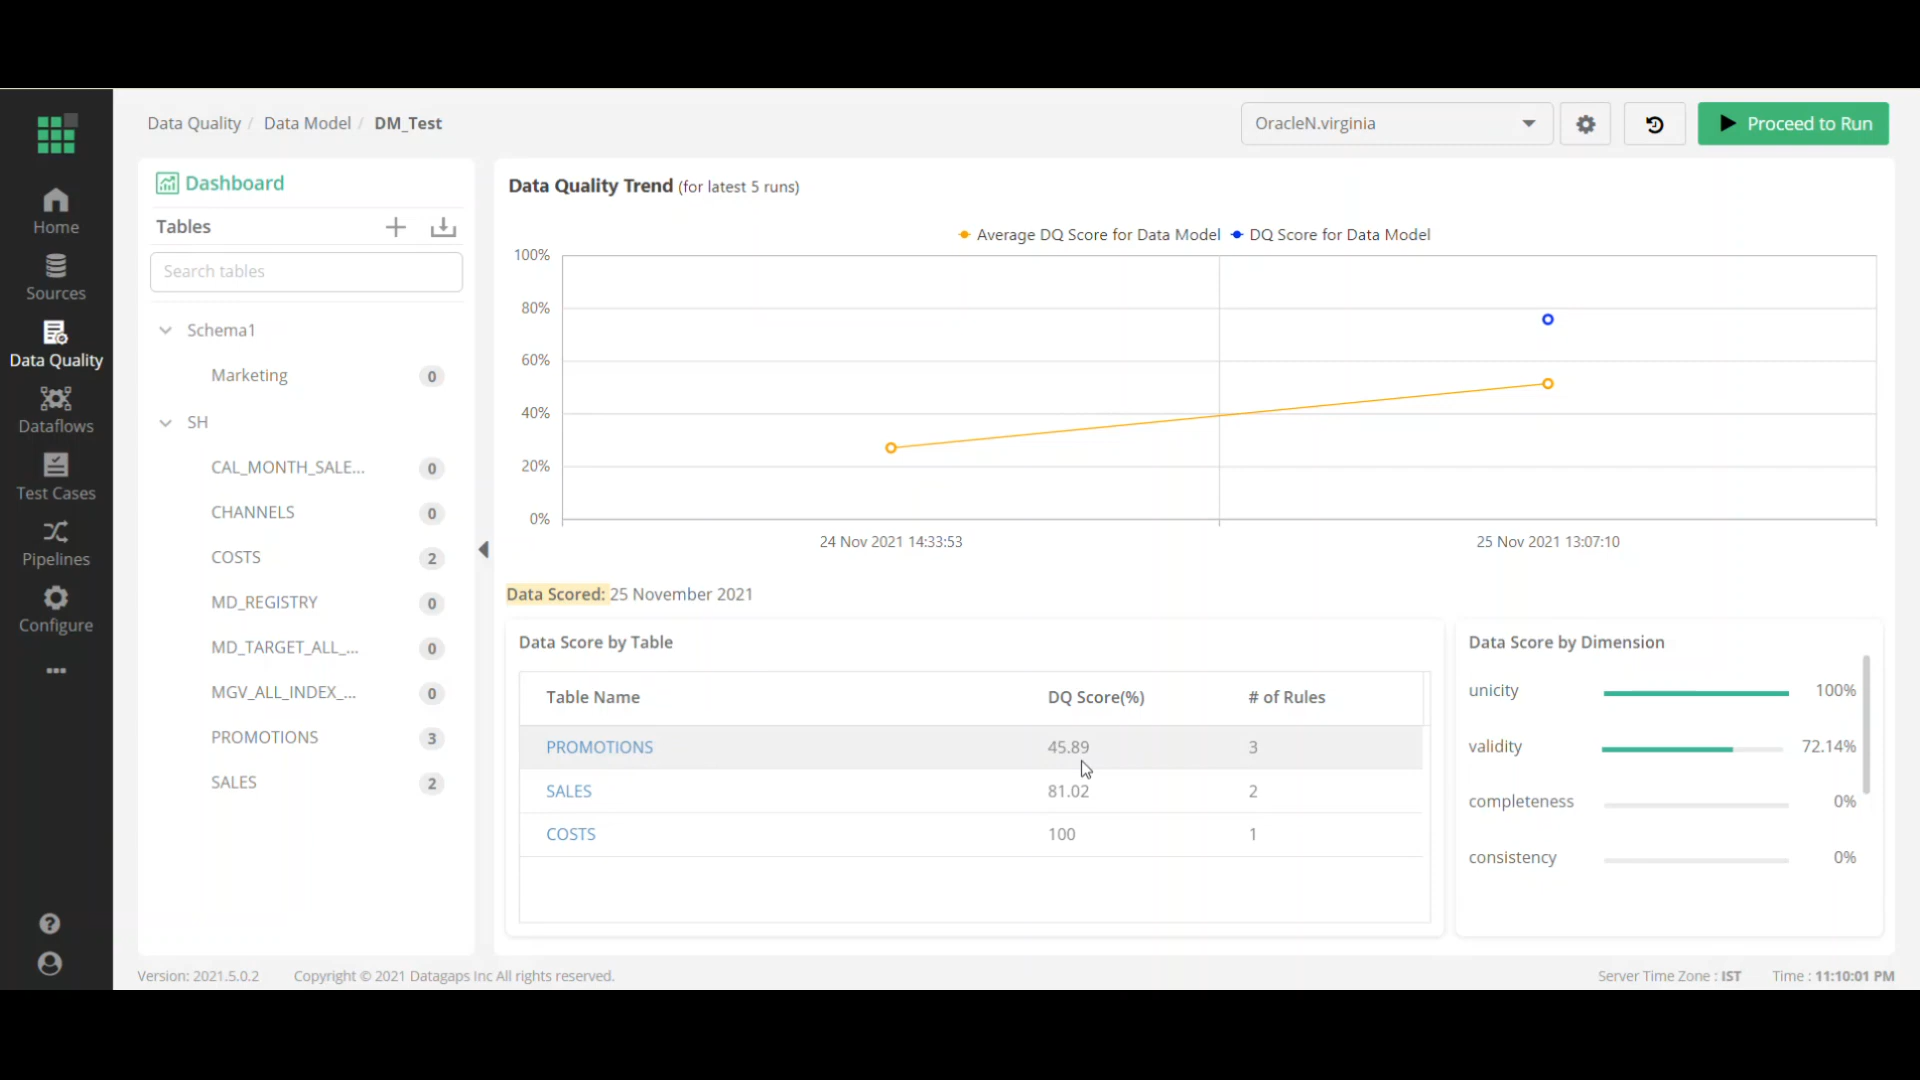 Data Quality / Data Model / DM_Test
OracleN.virginia
Proceed to Run
Home
Sources
Data Quality
Dataflows
Test Cases
Pipelines
Configure
Dashboard
Tables
Search tables
Schema1
Marketing 0
SH
CAL_MONTH_SALE... 0
CHANNELS 0
COSTS 2
MD_REGISTRY 0
MD_TARGET_ALL_... 0
MGV_ALL_INDEX_... 0
PROMOTIONS 3
SALES 2
Data Quality Trend (for latest 5 runs)
Average DQ Score for Data Model DQ Score for Data Model
100%
80%
60%
40%
20%
0%
24 Nov 2021 14:33:53 25 Nov 2021 13:07:10
Data Scored: 25 November 2021
Data Score by Table
Table Name DQ Score(%) # of Rules
PROMOTIONS 45.89 3
SALES 81.02 2
COSTS 100 1
Data Score by Dimension
unicity 100%
validity 72.14%
completeness 0%
consistency 0%
Version: 2021.5.0.2 Copyright © 2021 Datagaps Inc All rights reserved.
Server Time Zone : IST Time : 11:10:01 PM